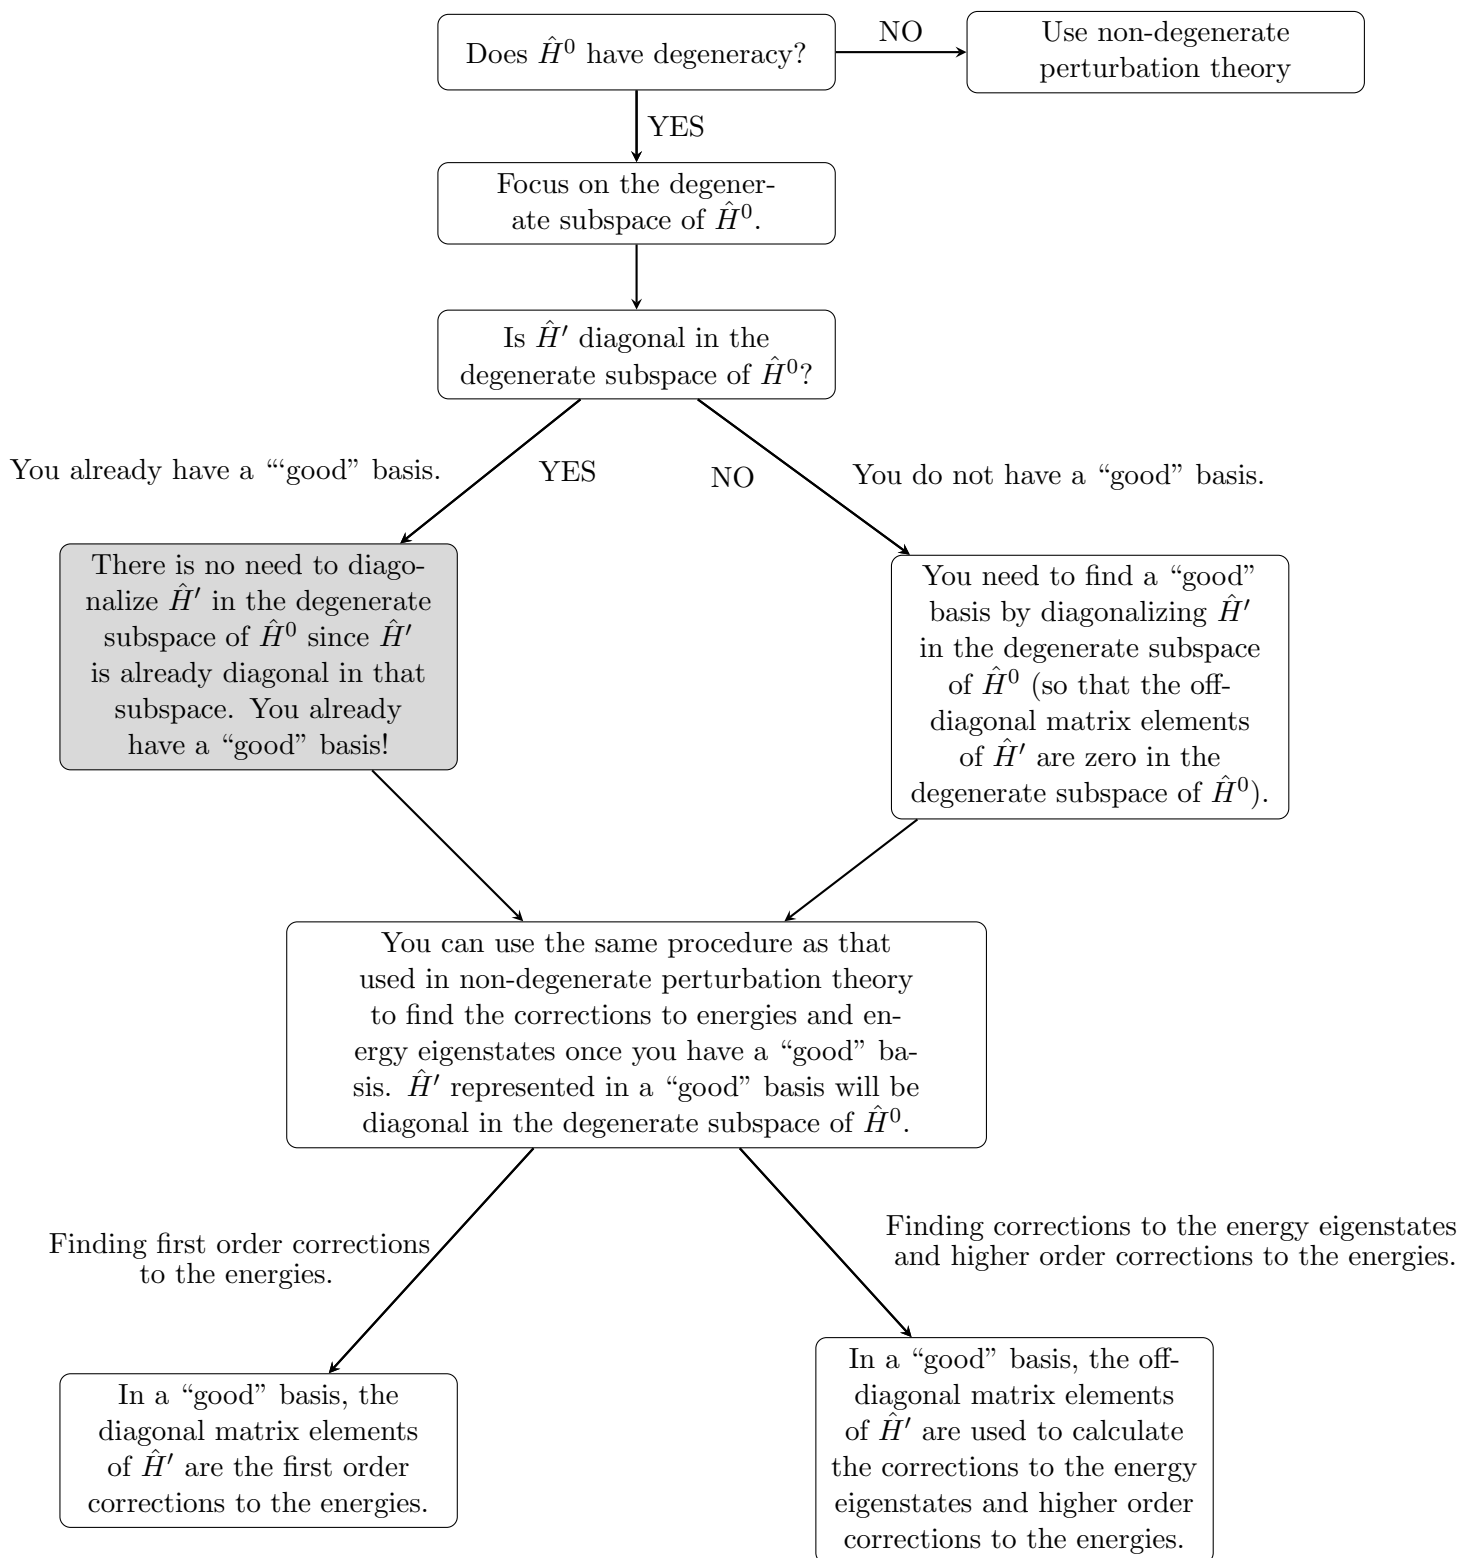 Does Ĥ⁰ have degeneracy?
NO
Use non-degenerate
perturbation theory
YES
Focus on the degener-
ate subspace of Ĥ⁰.
Is Ĥ′ diagonal in the
degenerate subspace of Ĥ⁰?
You already have a “‘good” basis.
YES
NO
You do not have a “good” basis.
There is no need to diago-
nalize Ĥ′ in the degenerate
subspace of Ĥ⁰ since Ĥ′
is already diagonal in that
subspace. You already
have a “good” basis!
You need to find a “good”
basis by diagonalizing Ĥ′
in the degenerate subspace
of Ĥ⁰ (so that the off-
diagonal matrix elements
of Ĥ′ are zero in the
degenerate subspace of Ĥ⁰).
You can use the same procedure as that
used in non-degenerate perturbation theory
to find the corrections to energies and en-
ergy eigenstates once you have a “good” ba-
sis. Ĥ′ represented in a “good” basis will be
diagonal in the degenerate subspace of Ĥ⁰.
Finding first order corrections
to the energies.
Finding corrections to the energy eigenstates
and higher order corrections to the energies.
In a “good” basis, the
diagonal matrix elements
of Ĥ′ are the first order
corrections to the energies.
In a “good” basis, the off-
diagonal matrix elements
of Ĥ′ are used to calculate
the corrections to the energy
eigenstates and higher order
corrections to the energies.